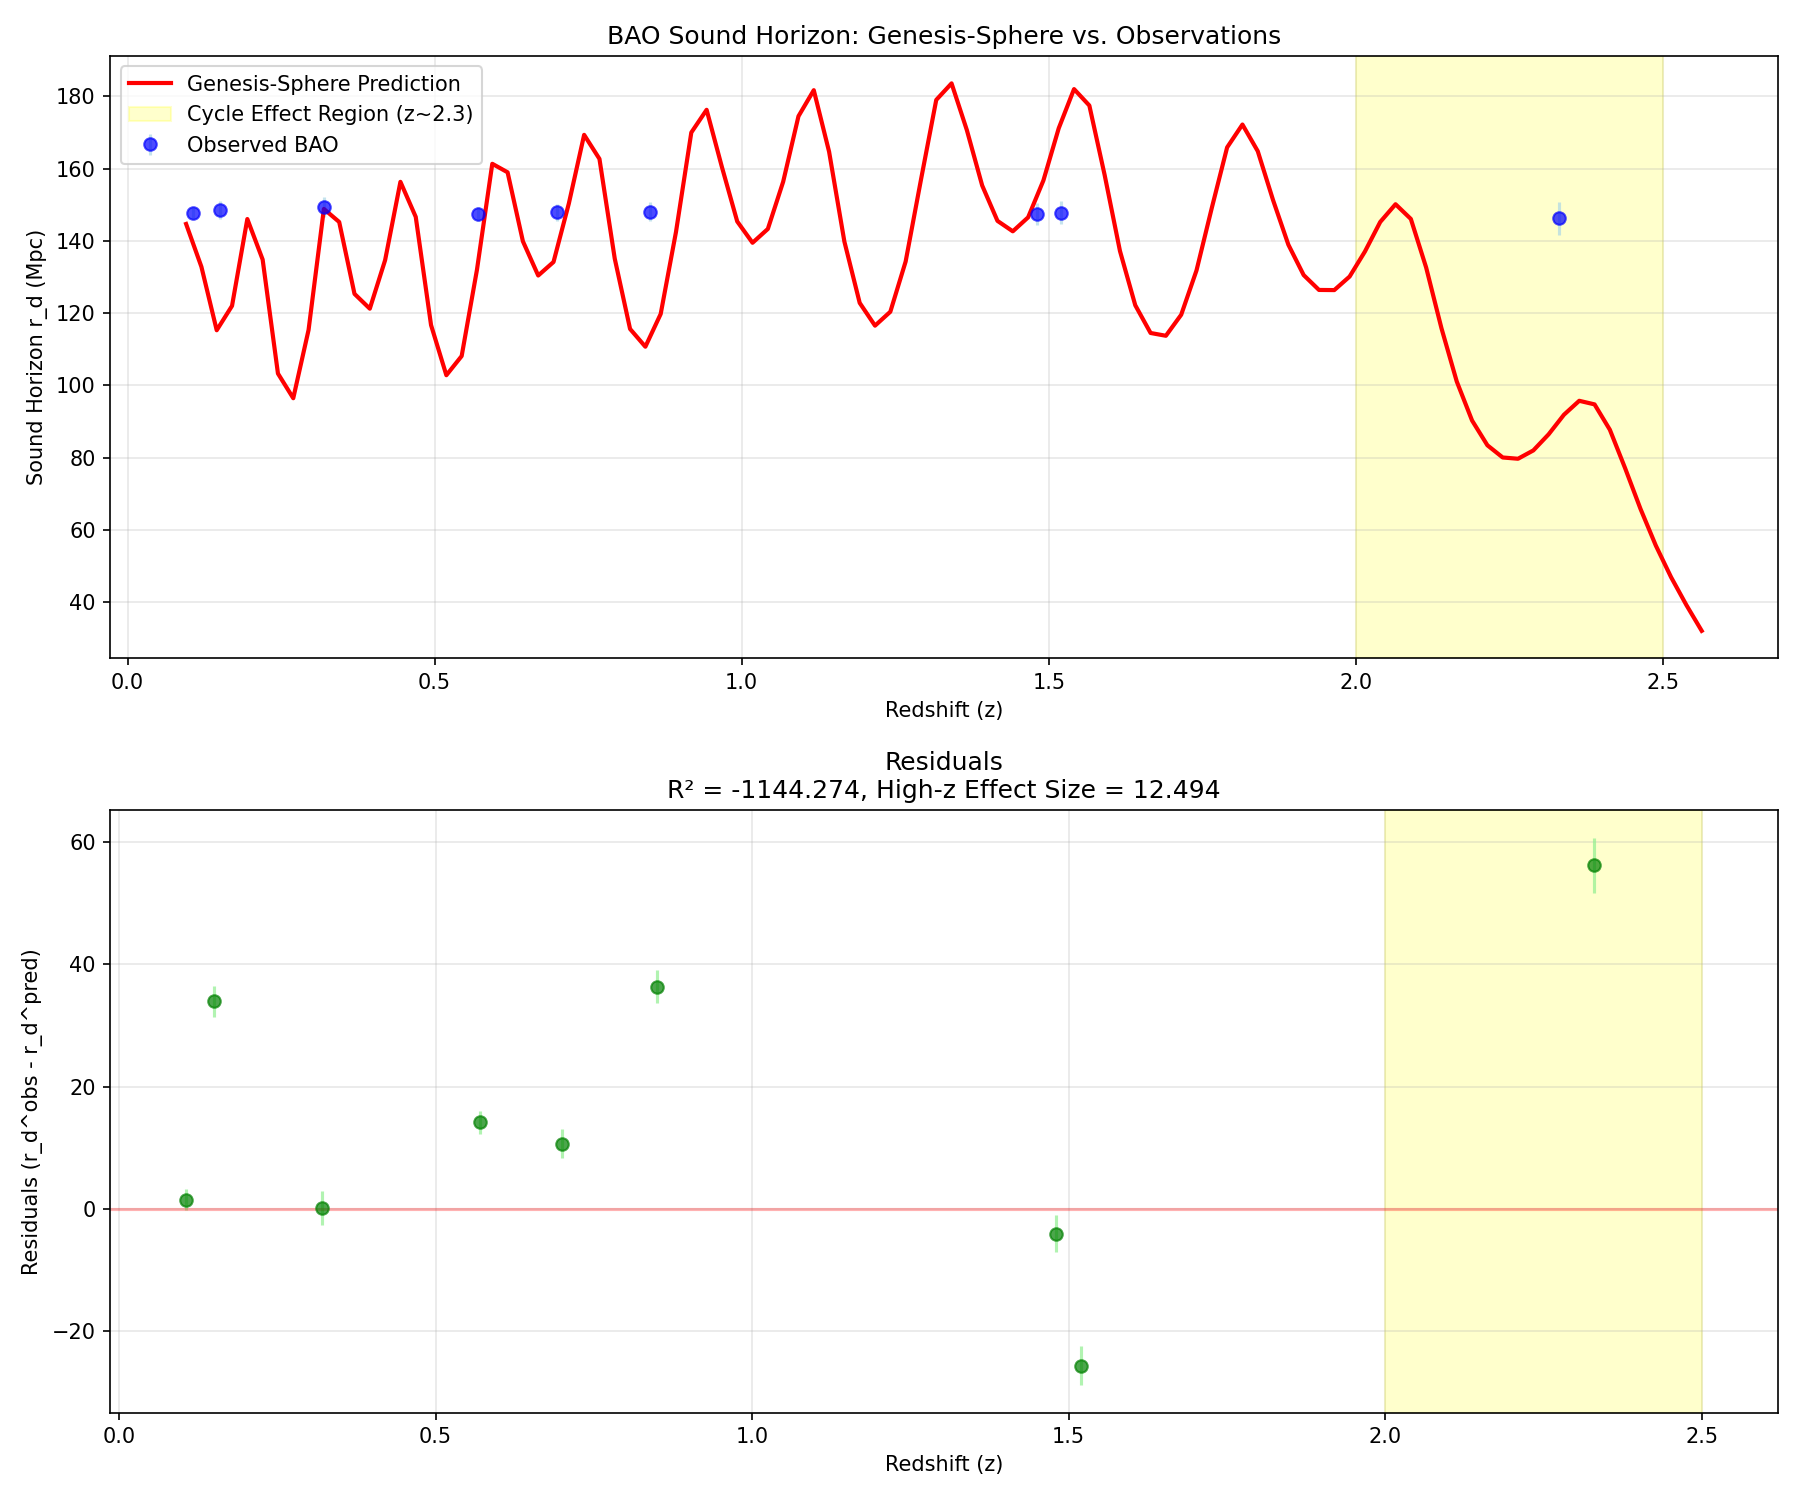 BAO Sound Horizon: Genesis-Sphere vs. Observations
Genesis-Sphere Prediction
Cycle Effect Region (z~2.3)
Observed BAO
Sound Horizon r_d (Mpc)
180
160
140
120
100
80
60
40
0.0 0.5 1.0 1.5 2.0 2.5
Redshift (z)
Residuals
R² = -1144.274, High-z Effect Size = 12.494
Residuals (r_d^obs - r_d^pred)
60
40
20
0
−20
0.0 0.5 1.0 1.5 2.0 2.5
Redshift (z)